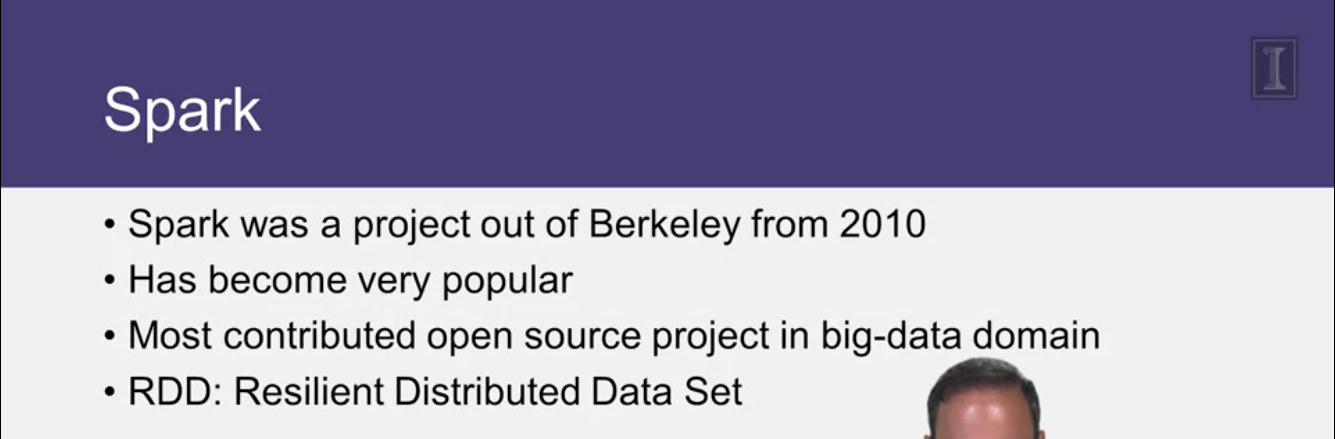 Spark
• Spark was a project out of Berkeley from 2010
• Has become very popular
• Most contributed open source project in big-data domain
• RDD: Resilient Distributed Data Set